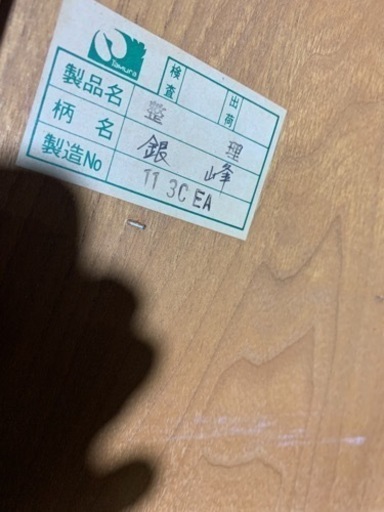 Tamura
検査
出荷
製品名 整理
柄名 銀峰
製造No 11 3C EA